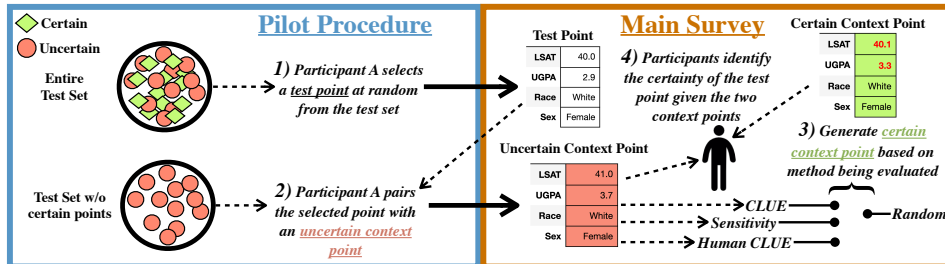 Certain
Uncertain
Pilot Procedure
Main Survey
Entire
Test Set
1) Participant A selects
a test point at random
from the test set
Test Set w/o
certain points
2) Participant A pairs
the selected point with
an uncertain context
point
Test Point
LSAT 40.0
UGPA 2.9
Race White
Sex Female
4) Participants identify
the certainty of the test
point given the two
context points
Certain Context Point
LSAT 40.1
UGPA 3.3
Race White
Sex Female
Uncertain Context Point
LSAT 41.0
UGPA 3.7
Race White
Sex Female
3) Generate certain
context point based on
method being evaluated
CLUE
Sensitivity
Human CLUE
Random